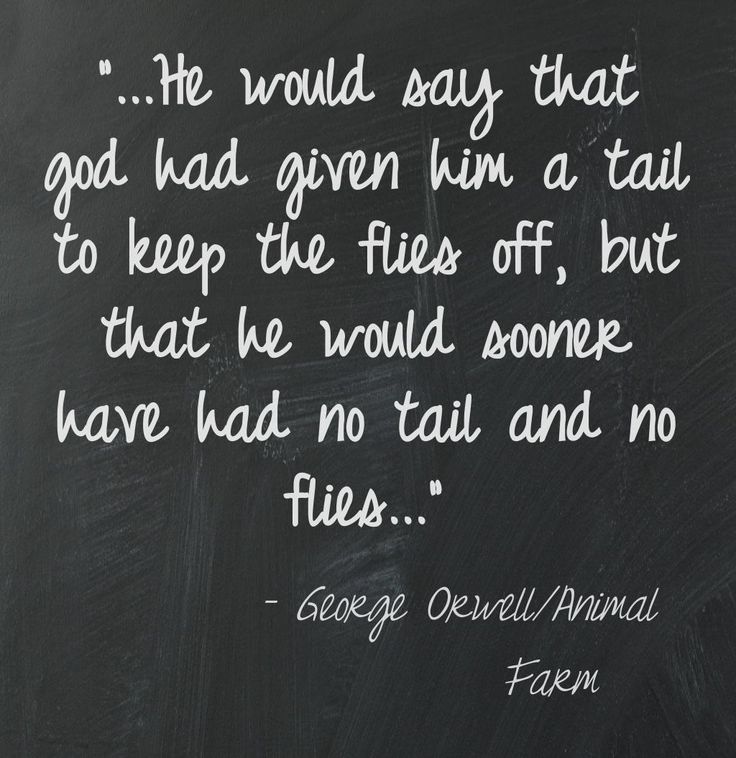 "...He would say that
god had given him a tail
to keep the flies off, but
that he would sooner
have had no tail and no
flies..."
- George Orwell/Animal
Farm